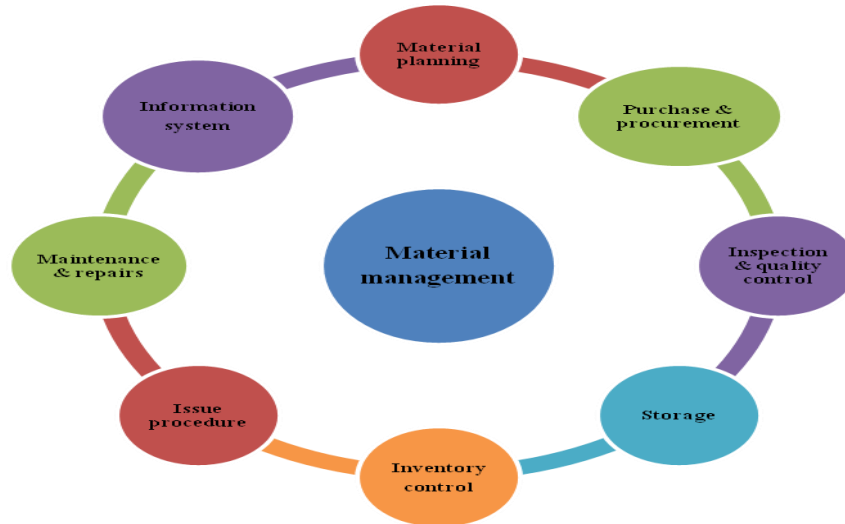 Material
planning
Purchase &
procurement
Inspection
& quality
control
Storage
Inventory
control
Issue
procedure
Maintenance
& repairs
Information
system
Material
management